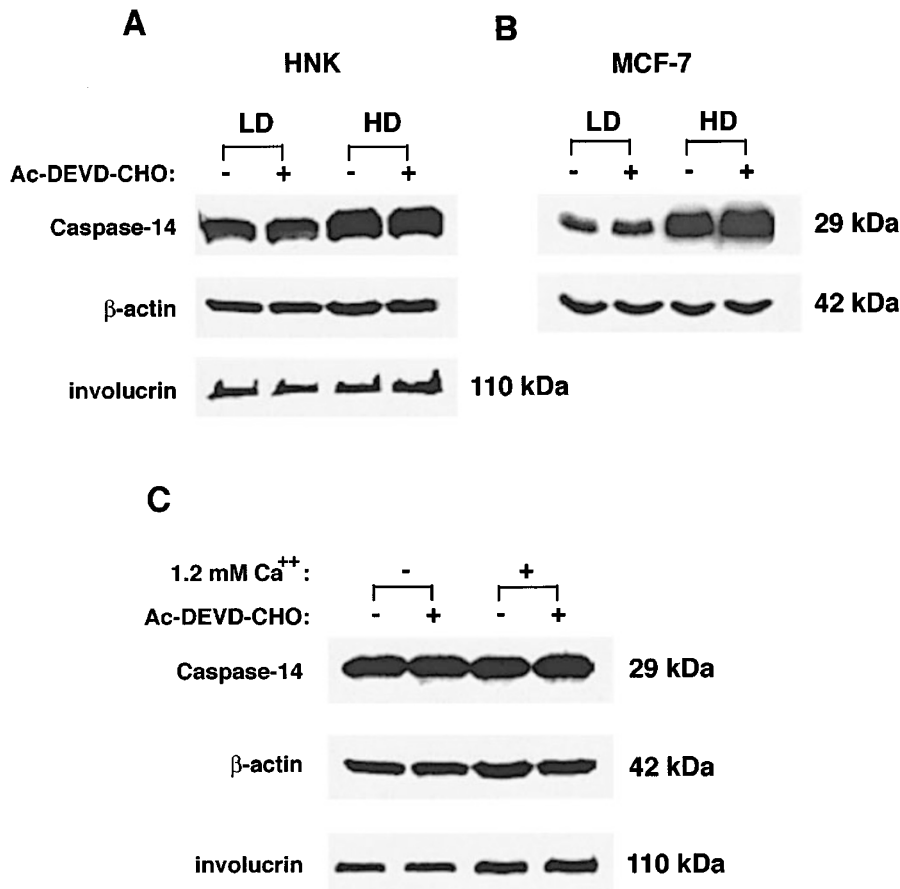 A
HNK
LD HD
Ac-DEVD-CHO: - + - +
Caspase-14
β-actin
involucrin 110 kDa
B
MCF-7
LD HD
- + - +
29 kDa
42 kDa
C
1.2 mM Ca++: - +
Ac-DEVD-CHO: - + - +
Caspase-14 29 kDa
β-actin 42 kDa
involucrin 110 kDa